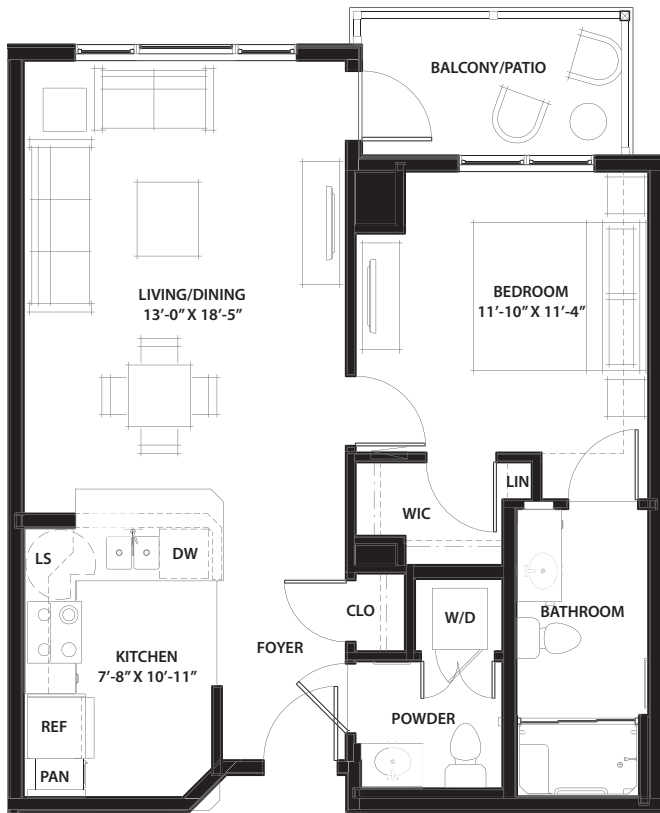 BALCONY/PATIO
LIVING/DINING
13’-0” X 18’-5”
BEDROOM
11’-10” X 11’-4”
LIN
WIC
LS
DW
CLO
W/D
BATHROOM
FOYER
KITCHEN
7’-8” X 10’-11”
POWDER
REF
PAN